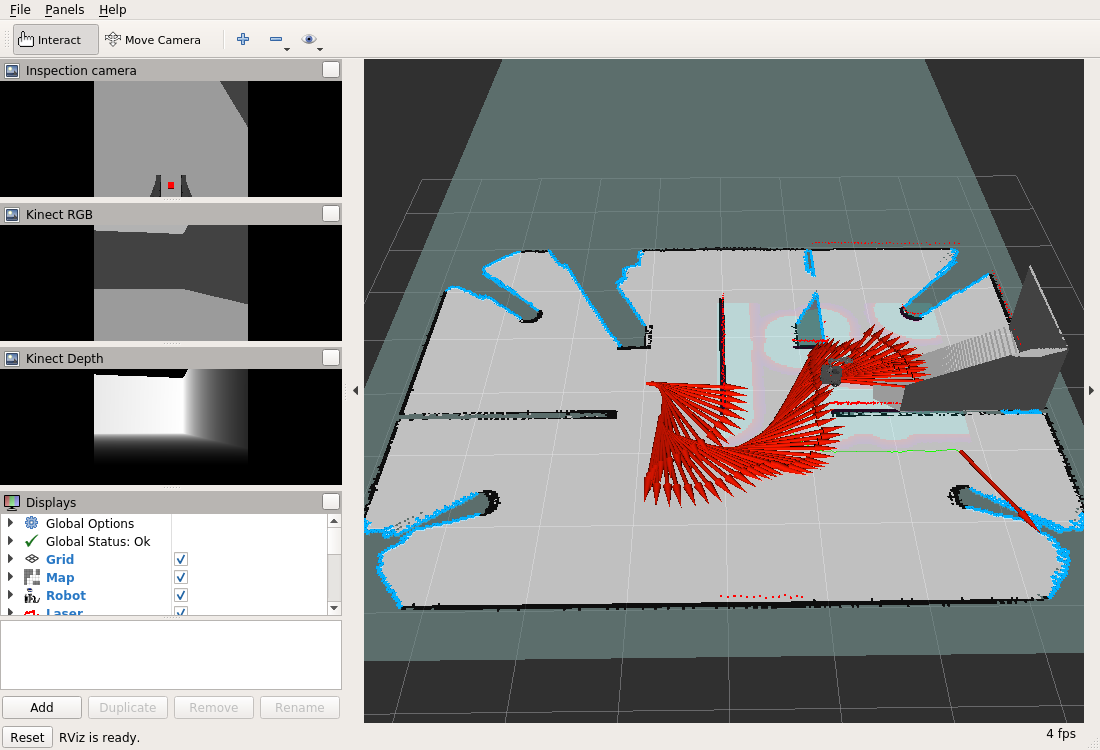 File Panels Help
Interact Move Camera
Inspection camera
Kinect RGB
Kinect Depth
Displays
Global Options
Global Status: Ok
Grid
Map
Robot
Laser
Add Duplicate Remove Rename
Reset RViz is ready. 4 fps